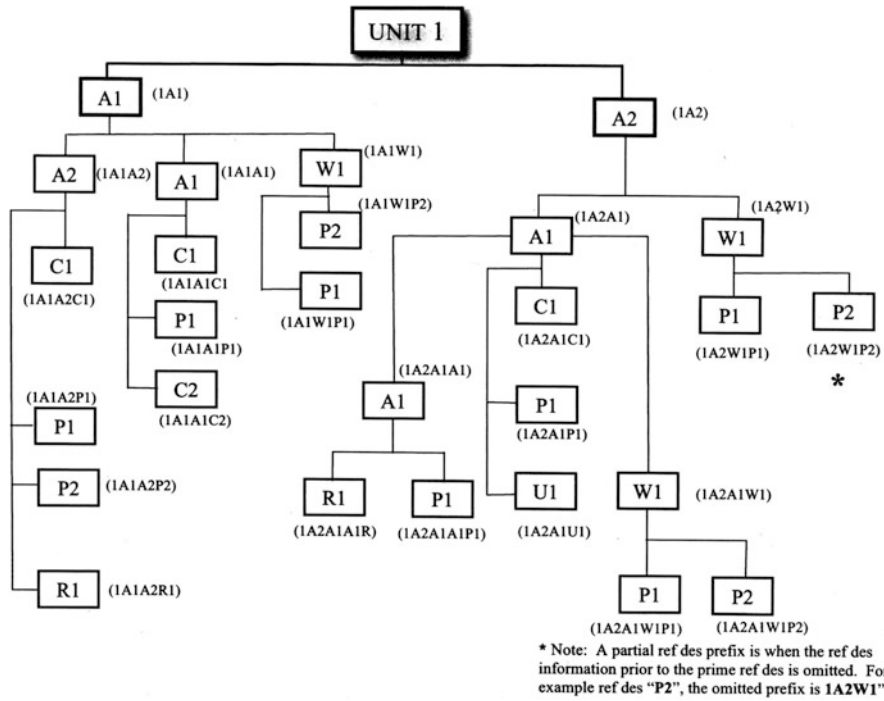 UNIT 1
A1 (1A1)
A2 (1A2)
A2 (1A1A2)
A1 (1A1A1)
W1 (1A1W1)
C1
(1A1A2C1)
C1
(1A1A1C1
P2 (1A1W1P2)
P1
(1A1A1P1)
P1
(1A1W1P1)
C2
(1A1A1C2)
(1A1A2P1)
P1
P2 (1A1A2P2)
R1 (1A1A2R1)
A1 (1A2A1)
W1 (1A2W1)
C1
(1A2A1C1)
P1
(1A2W1P1)
P2
(1A2W1P2)
*
(1A2A1A1)
A1
P1
(1A2A1P1)
R1
(1A2A1A1R)
P1
(1A2A1A1P1)
U1
(1A2A1U1)
W1 (1A2A1W1)
P1
(1A2A1W1P1)
P2
(1A2A1W1P2)
* Note: A partial ref des prefix is when the ref des
information prior to the prime ref des is omitted. Fo
example ref des “P2”, the omitted prefix is 1A2W1”